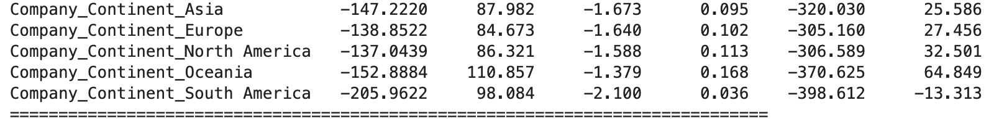 Company_Continent_Asia -147.2220 87.982 -1.673 0.095 -320.030 25.586
Company_Continent_Europe -138.8522 84.673 -1.640 0.102 -305.160 27.456
Company_Continent_North America -137.0439 86.321 -1.588 0.113 -306.589 32.501
Company_Continent_Oceania -152.8884 110.857 -1.379 0.168 -370.625 64.849
Company_Continent_South America -205.9622 98.084 -2.100 0.036 -398.612 -13.313
==============================================================================